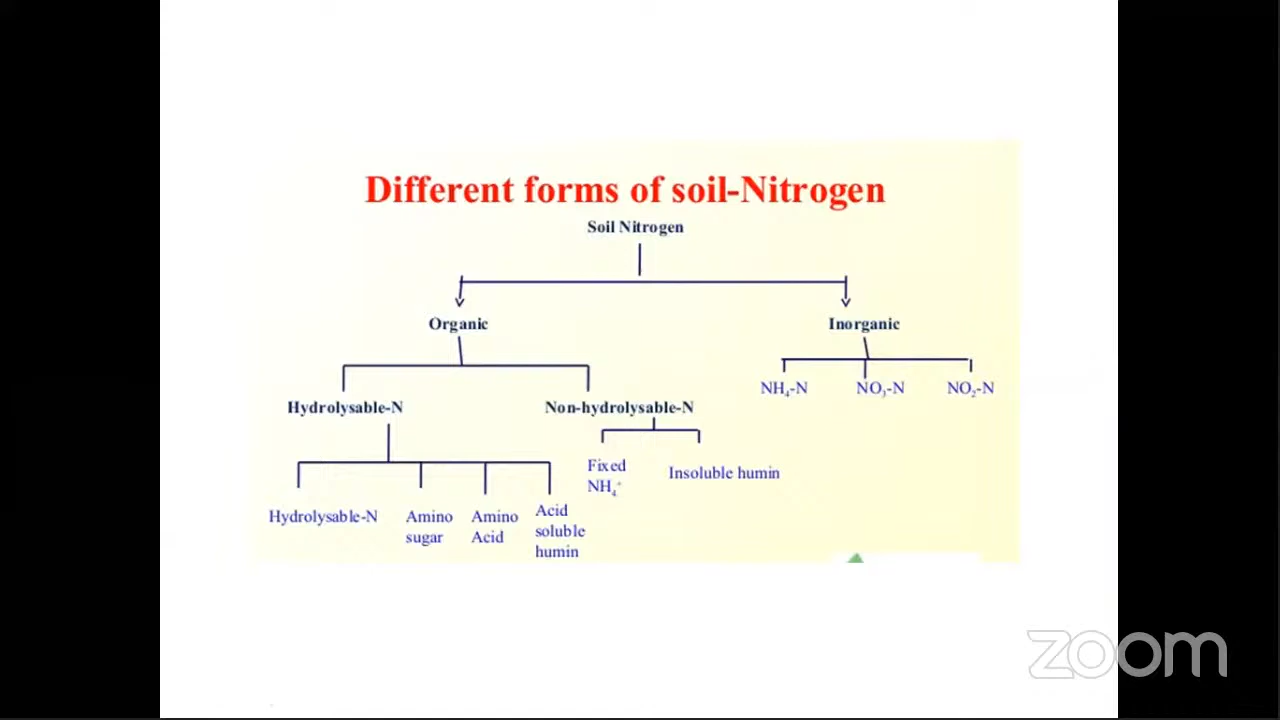 Different forms of soil-Nitrogen
Soil Nitrogen
Organic
Inorganic
NH₄-N
NO₃-N
NO₂-N
Hydrolysable-N
Non-hydrolysable-N
Fixed
NH₄⁺
Insoluble humin
Hydrolysable-N
Amino
sugar
Amino
Acid
Acid
soluble
humin
zoom